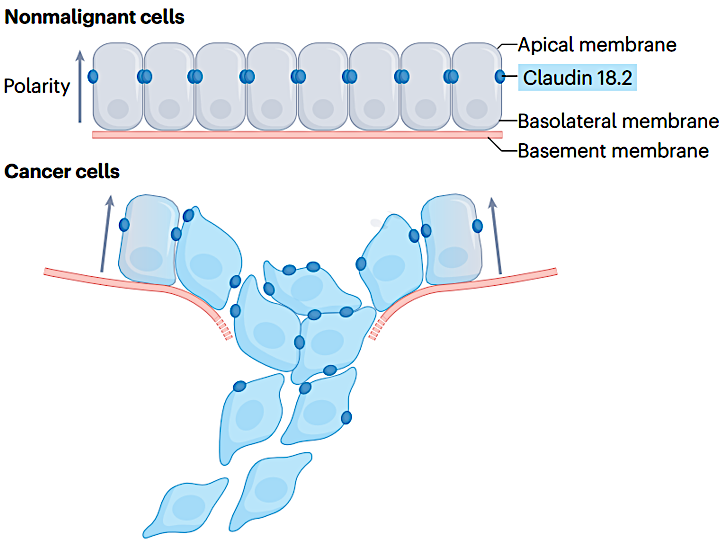 Nonmalignant cells
Apical membrane
Polarity
Claudin 18.2
Basolateral membrane
Basement membrane
Cancer cells